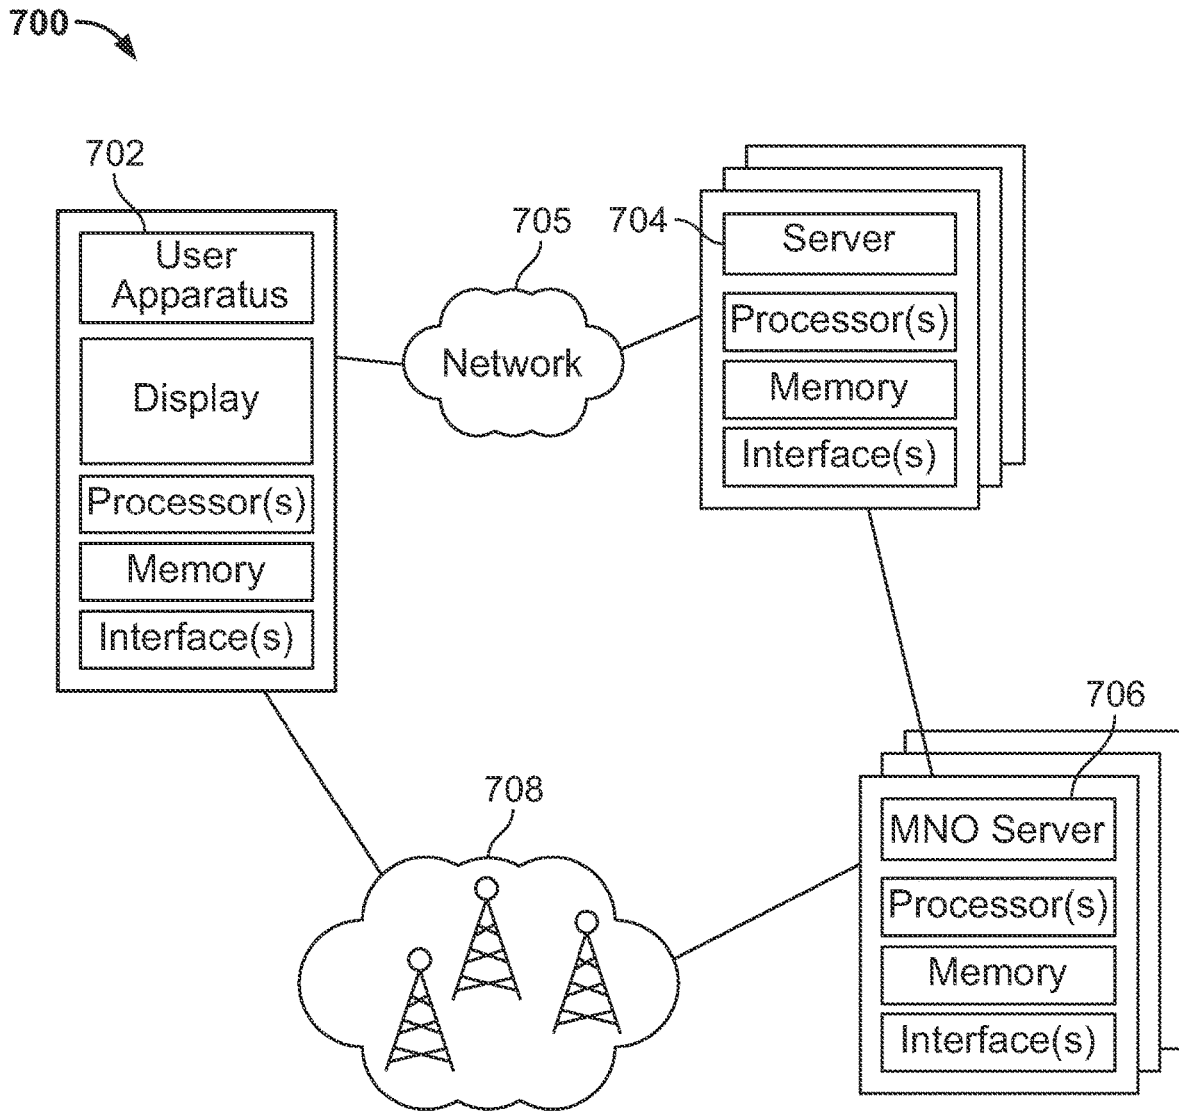 700
702
User
Apparatus
Display
Processor(s)
Memory
Interface(s)
705
Network
704
Server
Processor(s)
Memory
Interface(s)
706
MNO Server
Processor(s)
Memory
Interface(s)
708